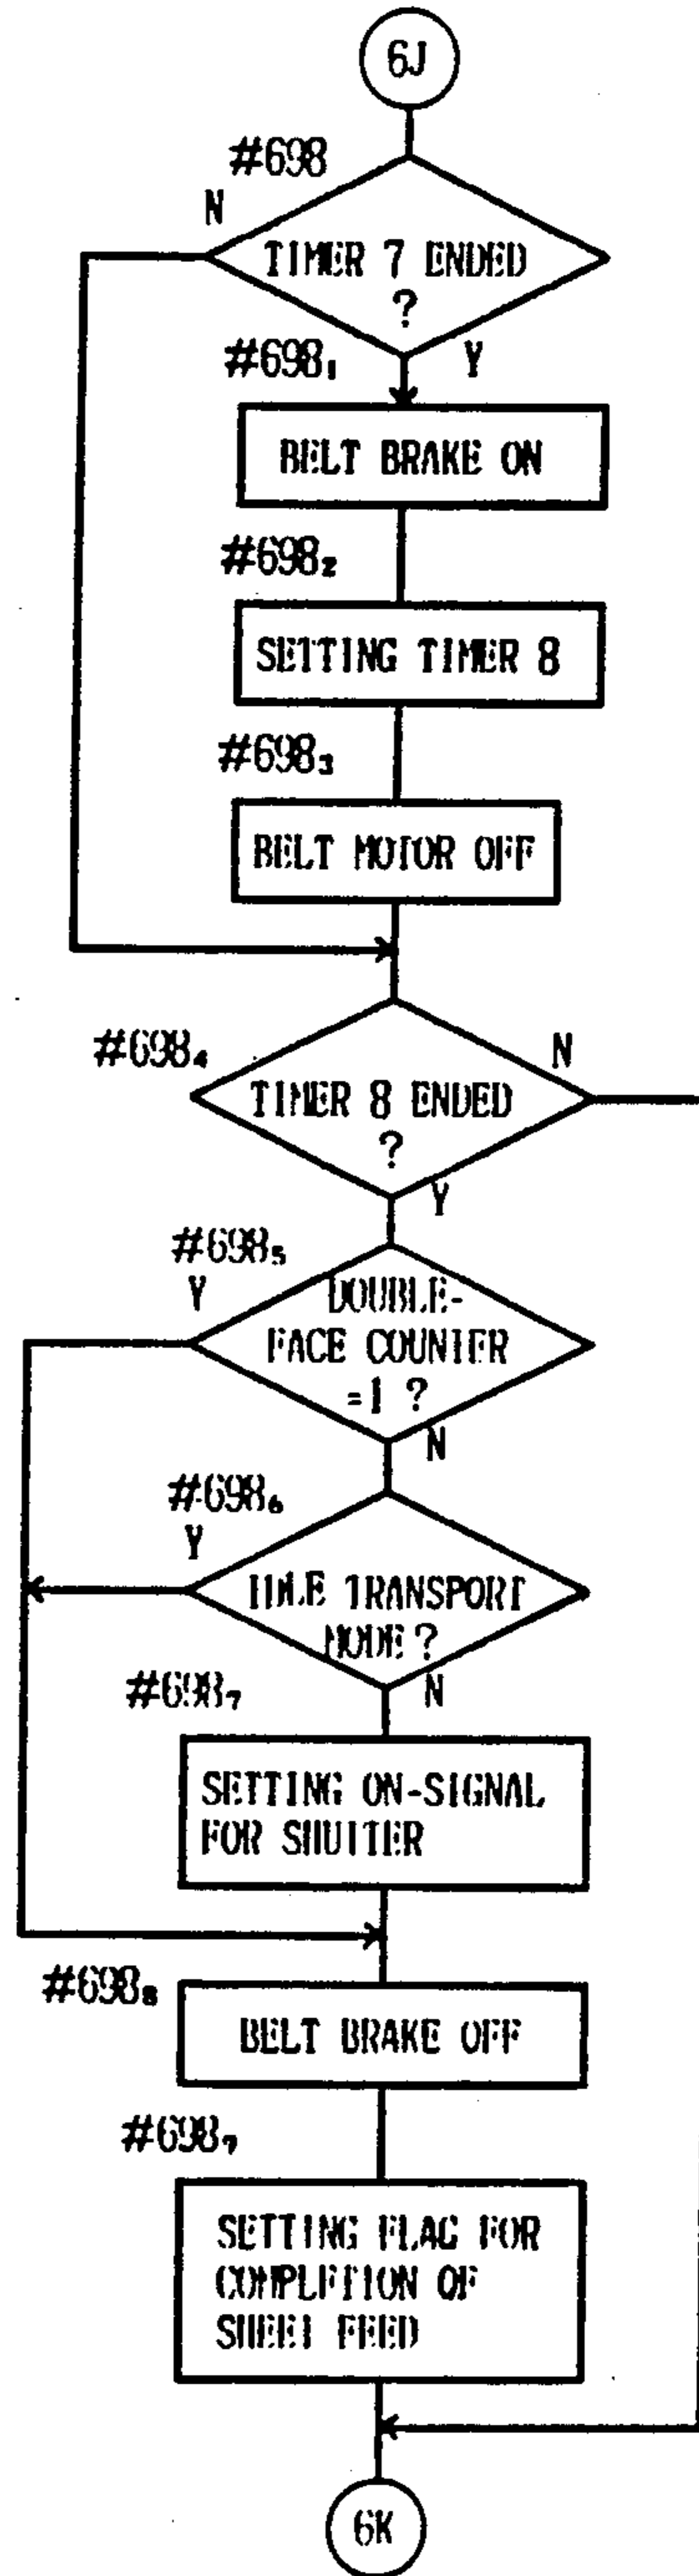 6J
#698
N
TIMER 7 ENDED
?
#698₁
Y
BELT BRAKE ON
#698₂
SETTING TIMER 8
#698₃
BELT MOTOR OFF
#698₄
N
TIMER 8 ENDED
?
Y
#698₅
Y
DOUBLE-
FACE COUNTER
=1 ?
N
#698₆
Y
IDLE TRANSPORT
MODE?
N
#698₇
SETTING ON-SIGNAL
FOR SHUTTER
#698₈
BELT BRAKE OFF
#698₉
SETTING FLAG FOR
COMPLETION OF
SHEET FEED
6K